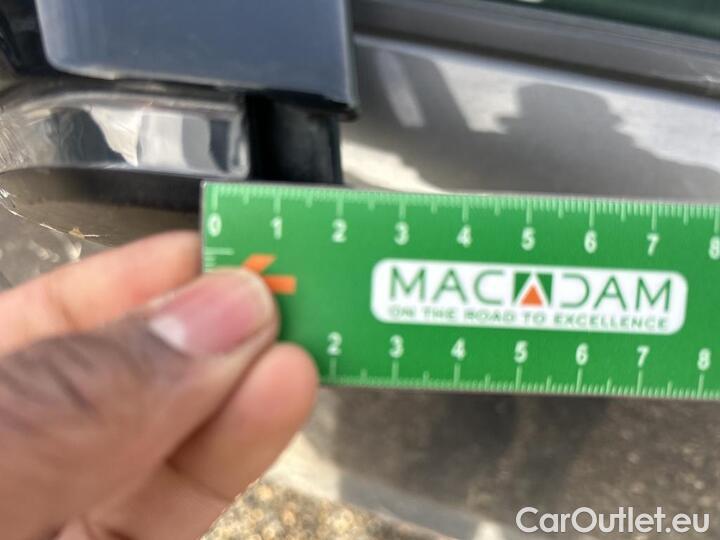 0 1 2 3 4 5 6 7 8
MACADAM
ON THE ROAD TO EXCELLENCE
2 3 4 5 6 7 8
CarOutlet.eu